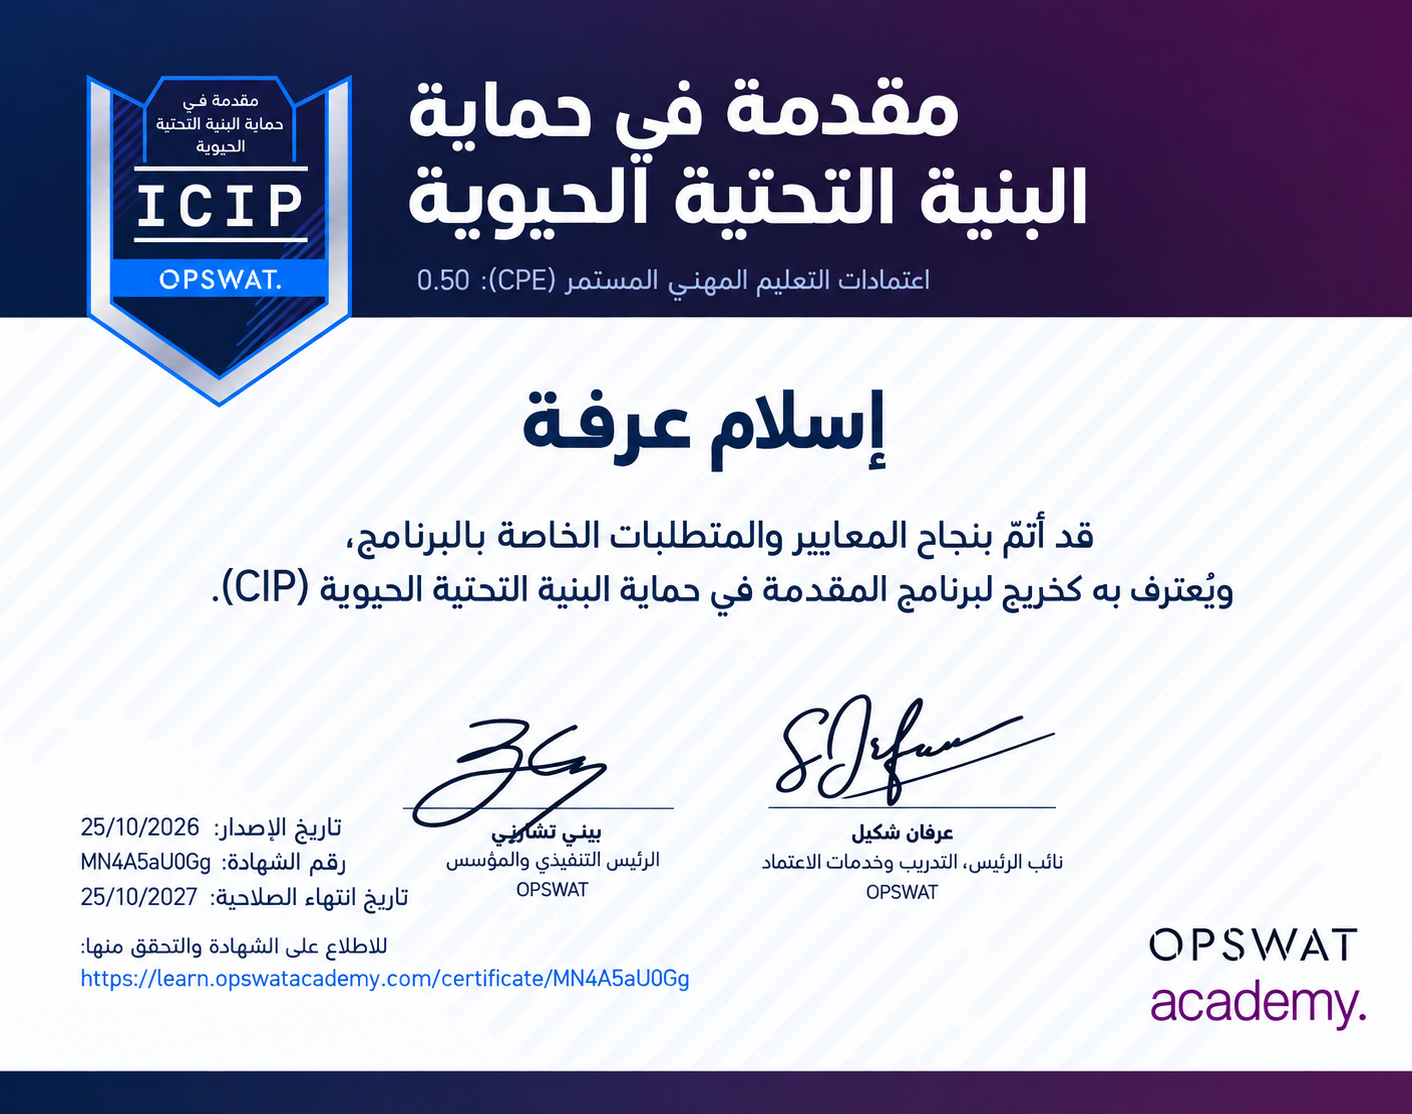 مقدمة في
حماية البنية التحتية
الحيوية
ICIP
OPSWAT.
مقدمة في حماية
البنية التحتية الحيوية
اعتمادات التعليم المهني المستمر (CPE): 0.50
إسلام عرفة
قد أتمّ بنجاح المعايير والمتطلبات الخاصة بالبرنامج،
ويُعترف به كخريج لبرنامج المقدمة في حماية البنية التحتية الحيوية (CIP).
عرفان شكيل
نائب الرئيس، التدريب وخدمات الاعتماد
OPSWAT
بيني تشارني
الرئيس التنفيذي والمؤسس
OPSWAT
تاريخ الإصدار: 25/10/2026
رقم الشهادة: MN4A5aU0Gg
تاريخ انتهاء الصلاحية: 25/10/2027
للاطلاع على الشهادة والتحقق منها:
https://learn.opswatacademy.com/certificate/MN4A5aU0Gg
OPSWAT
academy.